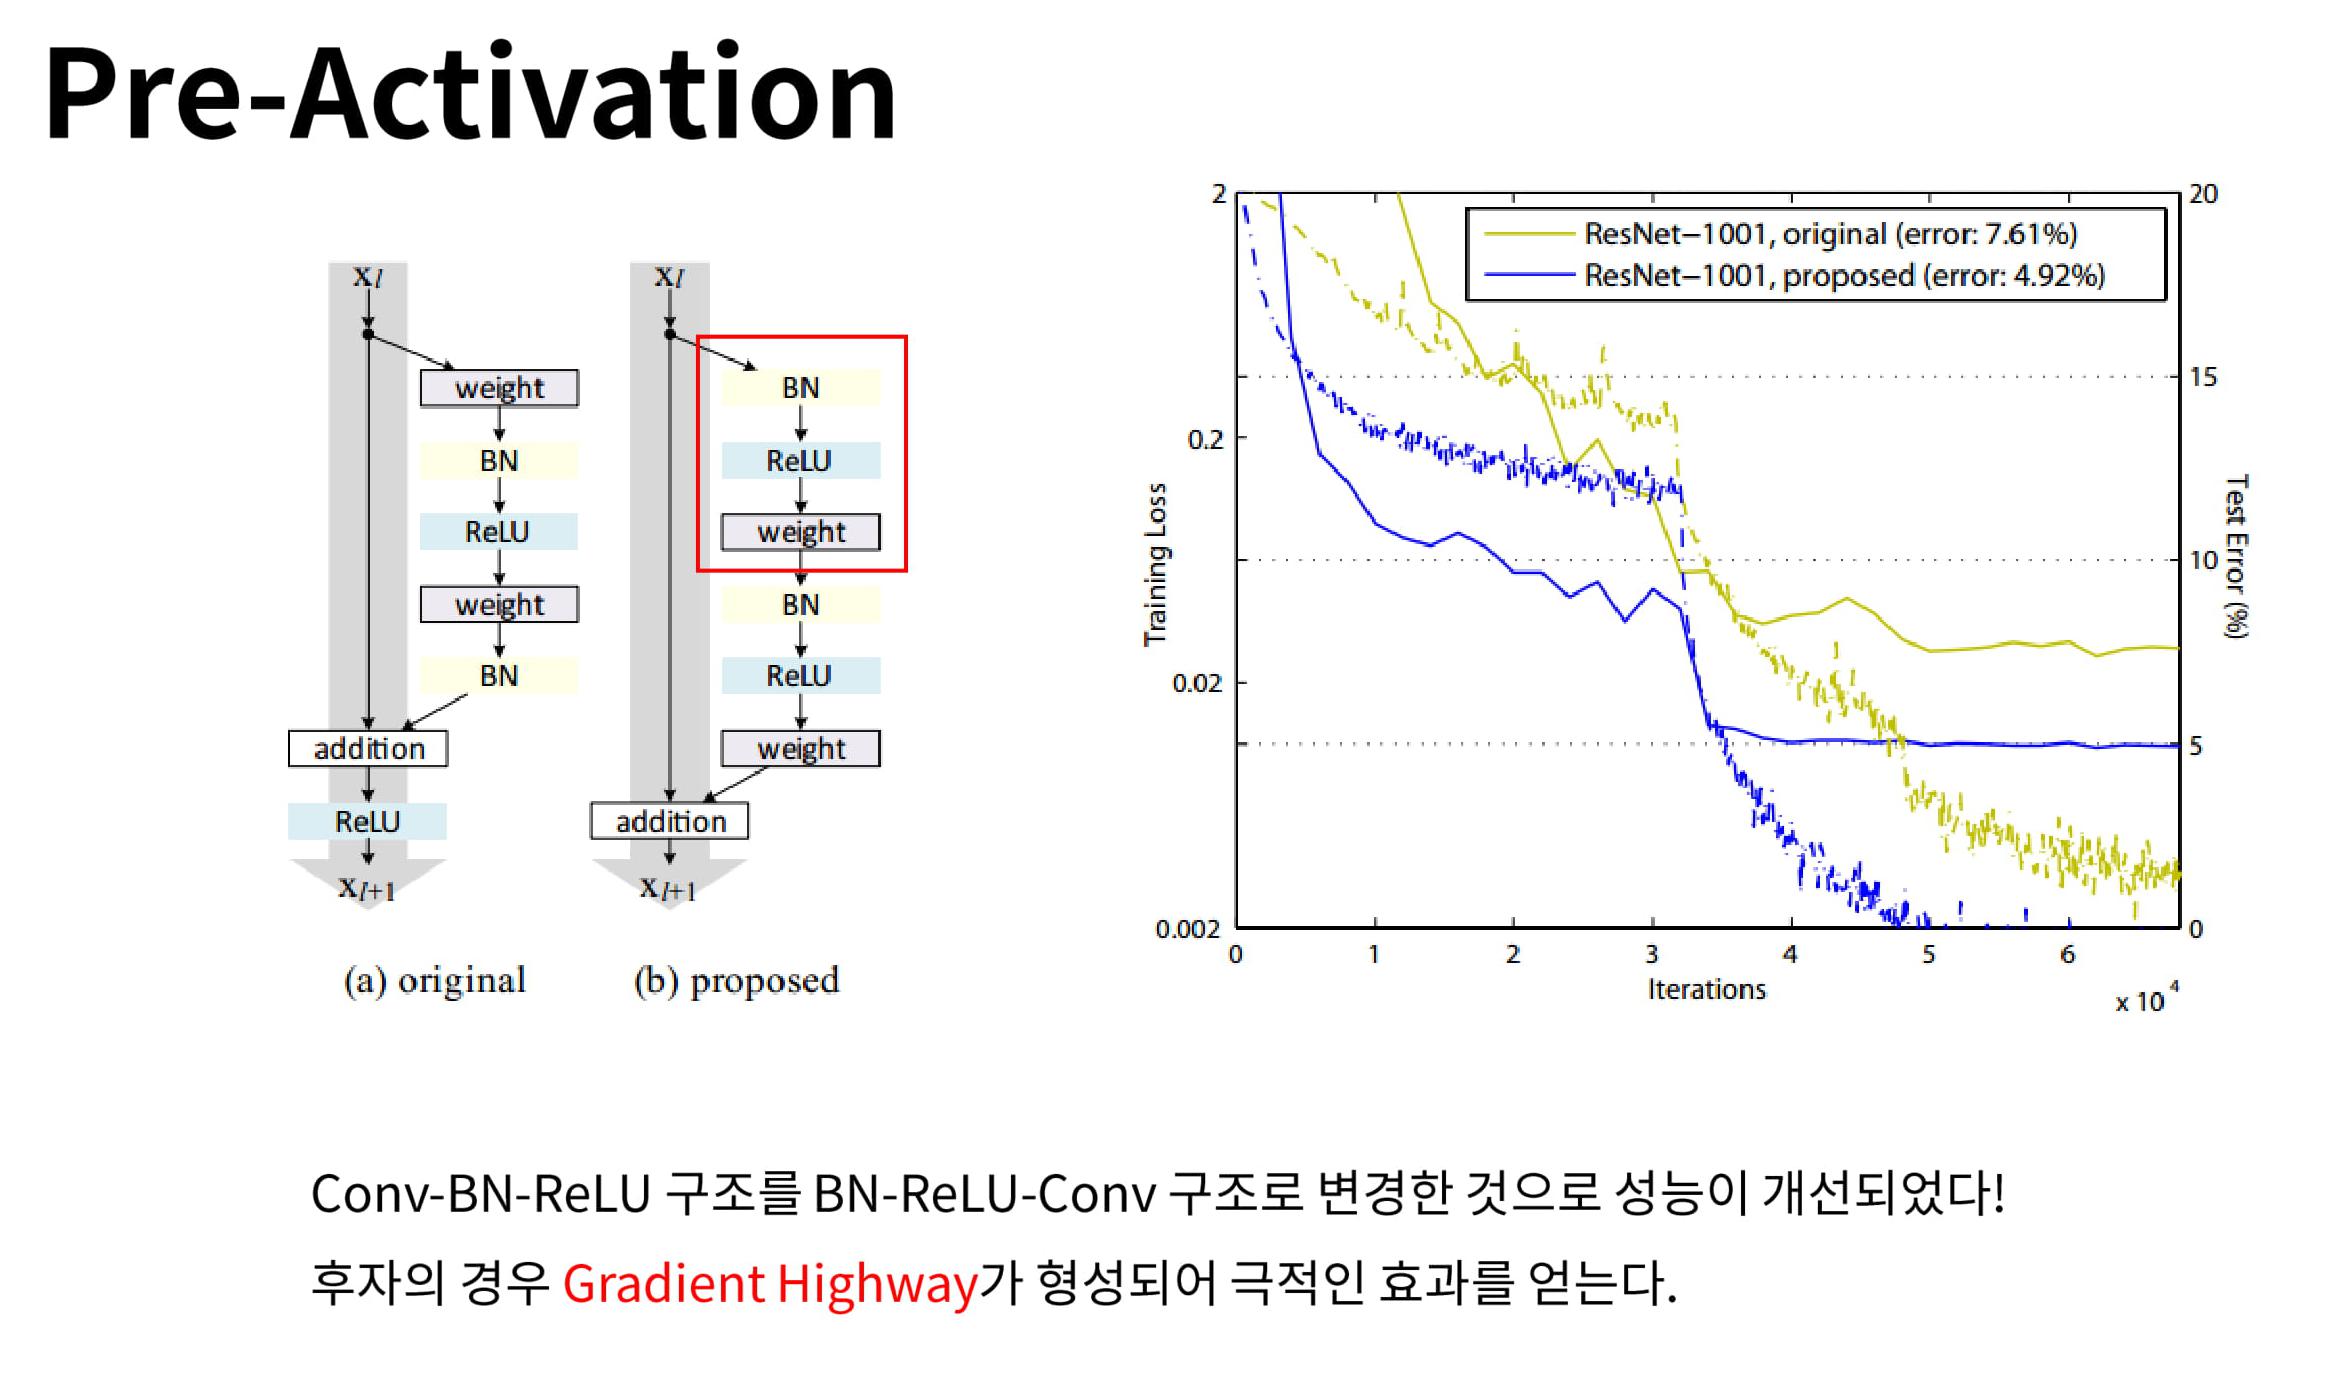 Pre-Activation
x_l
weight
BN
ReLU
weight
BN
addition
ReLU
x_{l+1}
(a) original
x_l
BN
ReLU
weight
BN
ReLU
weight
addition
x_{l+1}
(b) proposed
ResNet−1001, original (error: 7.61%)
ResNet−1001, proposed (error: 4.92%)
2
0.2
0.02
0.002
Training Loss
20
15
10
5
0
Test Error (%)
0 1 2 3 4 5 6
Iterations
x 10^4
Conv-BN-ReLU 구조를 BN-ReLU-Conv 구조로 변경한 것으로 성능이 개선되었다!
후자의 경우 Gradient Highway가 형성되어 극적인 효과를 얻는다.